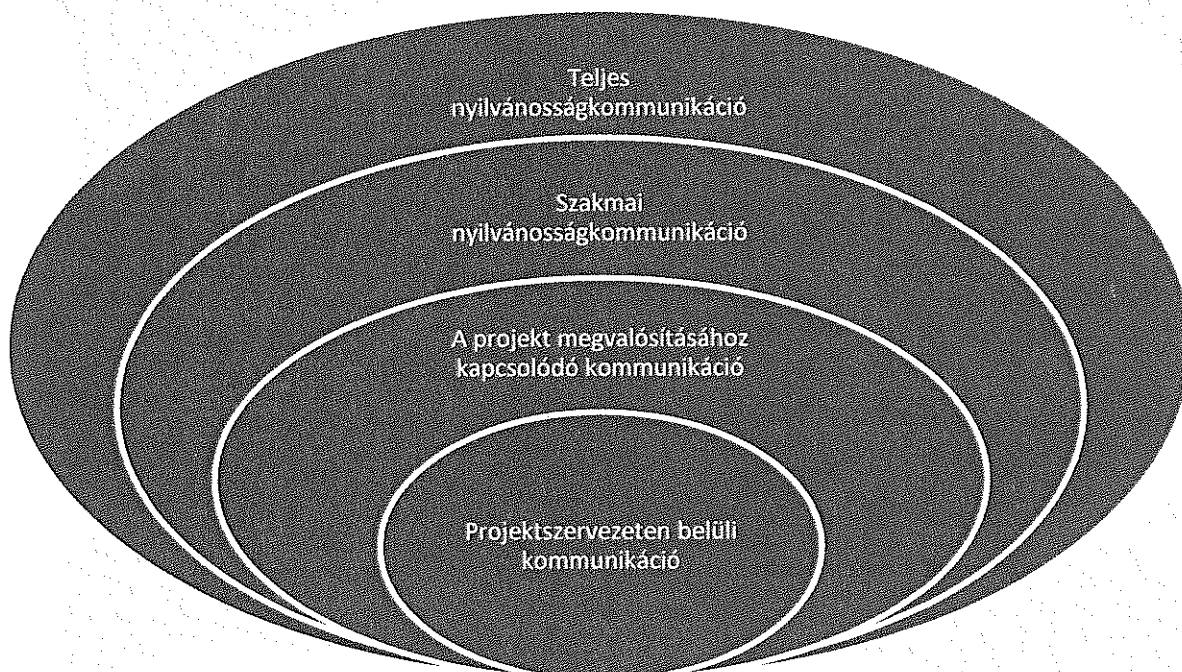 Teljes
nyilvánosságkommunikáció
Szakmai
nyilvánosságkommunikáció
A projekt megvalósításához
kapcsolódó kommunikáció
Projektszervezeten belüli
kommunikáció